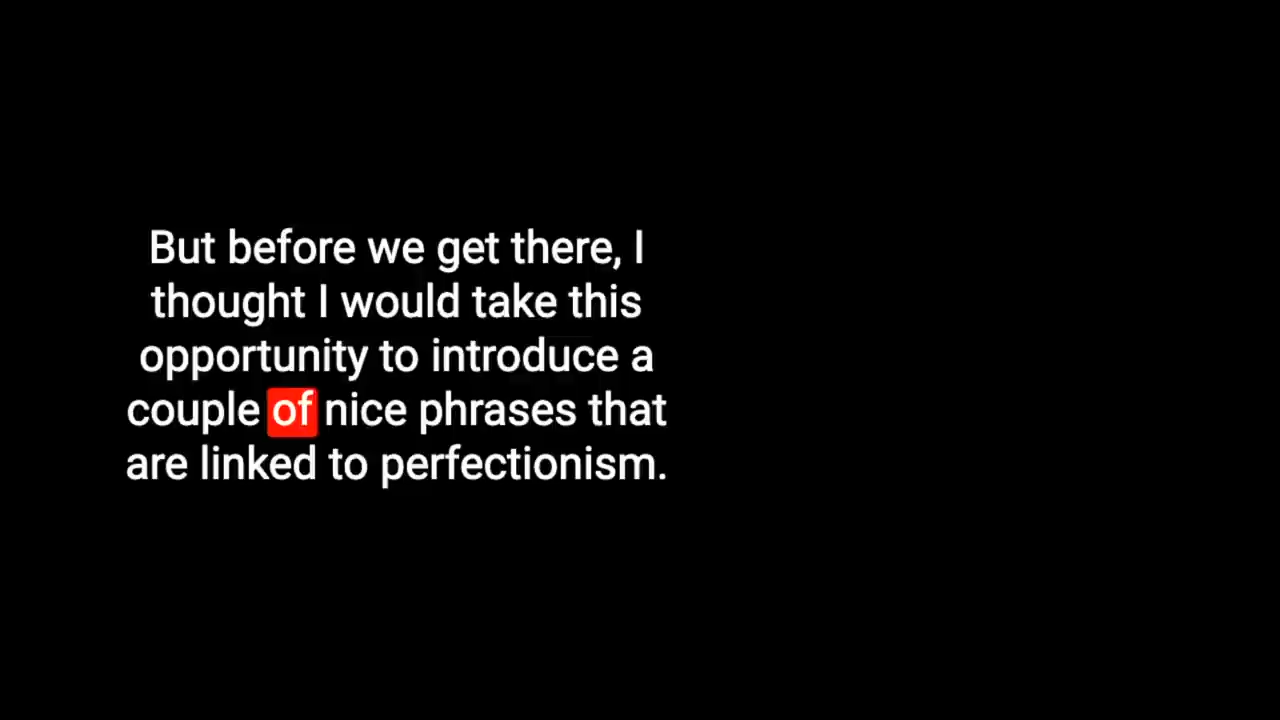 But before we get there, I
thought I would take this
opportunity to introduce a
couple of nice phrases that
are linked to perfectionism.